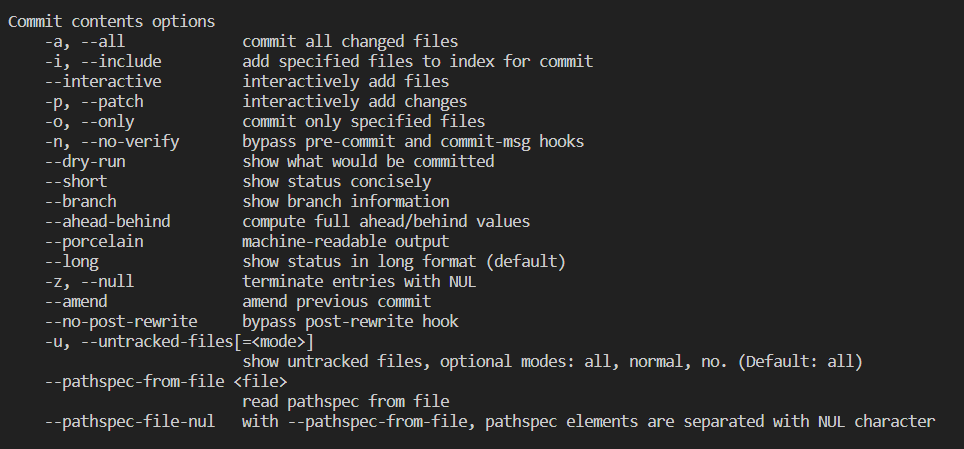 Commit contents options
    -a, --all             commit all changed files
    -i, --include         add specified files to index for commit
    --interactive         interactively add files
    -p, --patch           interactively add changes
    -o, --only            commit only specified files
    -n, --no-verify       bypass pre-commit and commit-msg hooks
    --dry-run             show what would be committed
    --short               show status concisely
    --branch              show branch information
    --ahead-behind        compute full ahead/behind values
    --porcelain           machine-readable output
    --long                show status in long format (default)
    -z, --null            terminate entries with NUL
    --amend               amend previous commit
    --no-post-rewrite     bypass post-rewrite hook
    -u, --untracked-files[=<mode>]
                          show untracked files, optional modes: all, normal, no. (Default: all)
    --pathspec-from-file <file>
                          read pathspec from file
    --pathspec-file-nul   with --pathspec-from-file, pathspec elements are separated with NUL character